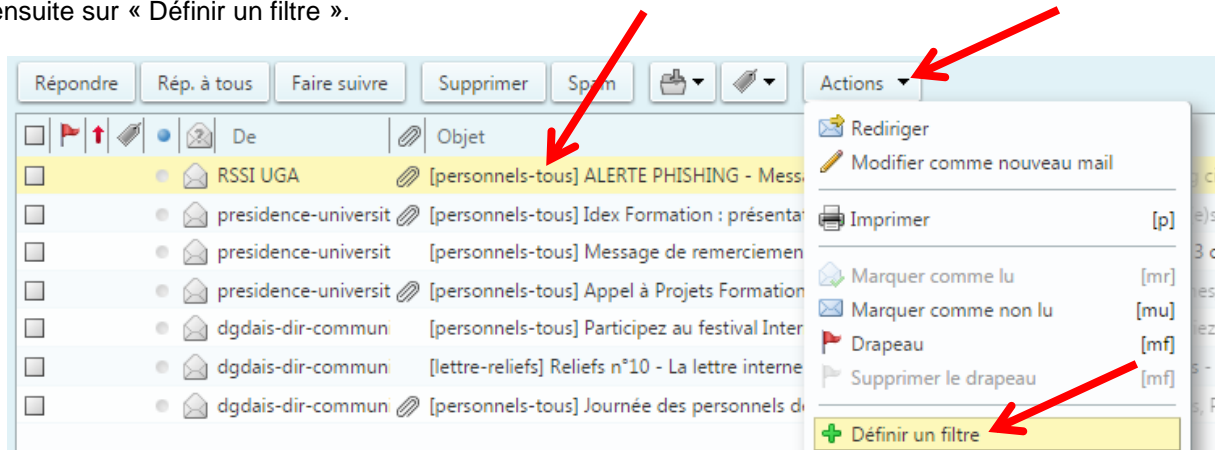 ensuite sur « Définir un filtre ».
Répondre Rép. à tous Faire suivre Supprimer Spam Actions
De Objet
RSSI UGA [personnels-tous] ALERTE PHISHING - Mess
presidence-universit [personnels-tous] Idex Formation : présenta
presidence-universit [personnels-tous] Message de remerciemen
presidence-universit [personnels-tous] Appel à Projets Formation
dgdais-dir-communi [personnels-tous] Participez au festival Inter
dgdais-dir-communi [lettre-reliefs] Reliefs n°10 - La lettre interne
dgdais-dir-communi [personnels-tous] Journée des personnels d
Rediriger
Modifier comme nouveau mail
Imprimer [p]
Marquer comme lu [mr]
Marquer comme non lu [mu]
Drapeau [mf]
Supprimer le drapeau [mf]
Définir un filtre